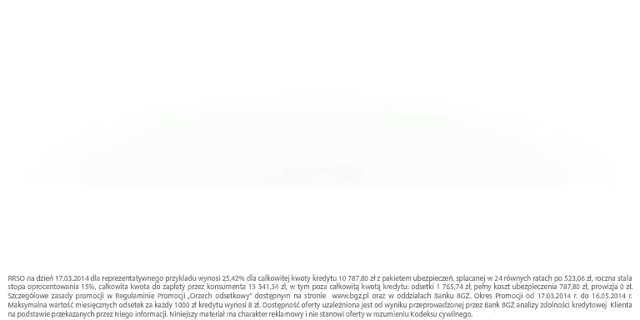 RRSO na dzień 17.03.2014 dla reprezentatywnego przykładu wynosi 25,42% dla całkowitej kwoty kredytu 10 787,80 zł z pakietem ubezpieczeń, spłacanej w 24 równych ratach po 523,06 zł, roczna stała
stopa oprocentowania 15%, całkowita kwota do zapłaty przez konsumenta 13 341,34 zł, w tym poza całkowitą kwotą kredytu: odsetki 1 765,74 zł, pełny koszt ubezpieczenia 787,80 zł, prowizja 0 zł.
Szczegółowe zasady promocji w Regulaminie Promocji „Orzech odsetkowy” dostępnym na stronie www.bgz.pl oraz w oddziałach Banku BGŻ. Okres Promocji od 17.03.2014 r. do 16.05.2014 r.
Maksymalna wartość miesięcznych odsetek za każdy 1000 zł kredytu wynosi 8 zł. Dostępność oferty uzależniona jest od wyniku przeprowadzonej przez Bank BGŻ analizy zdolności kredytowej Klienta
na podstawie przekazanych przez Niego informacji. Niniejszy materiał ma charakter reklamowy i nie stanowi oferty w rozumieniu Kodeksu cywilnego.